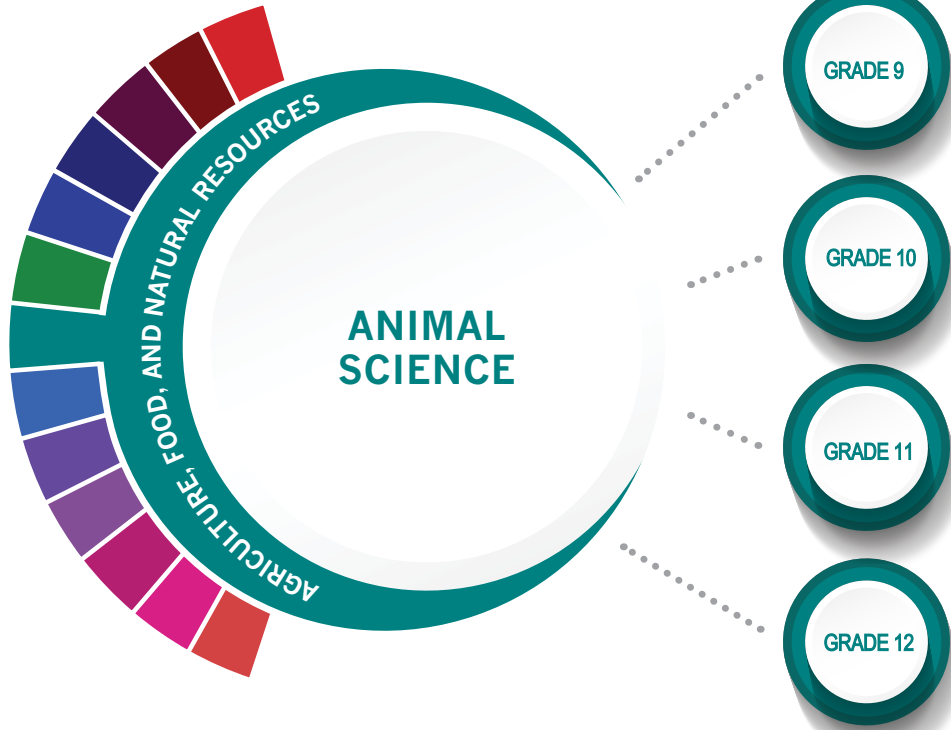 AGRICULTURE, FOOD, AND NATURAL RESOURCES
ANIMAL
SCIENCE
GRADE 9
GRADE 10
GRADE 11
GRADE 12